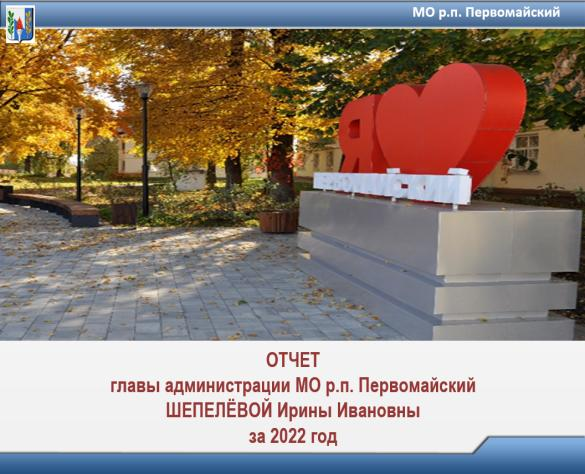 МО р.п. Первомайский
Я
ОТЧЕТ
главы администрации МО р.п. Первомайский
ШЕПЕЛЁВОЙ Ирины Ивановны
за 2022 год